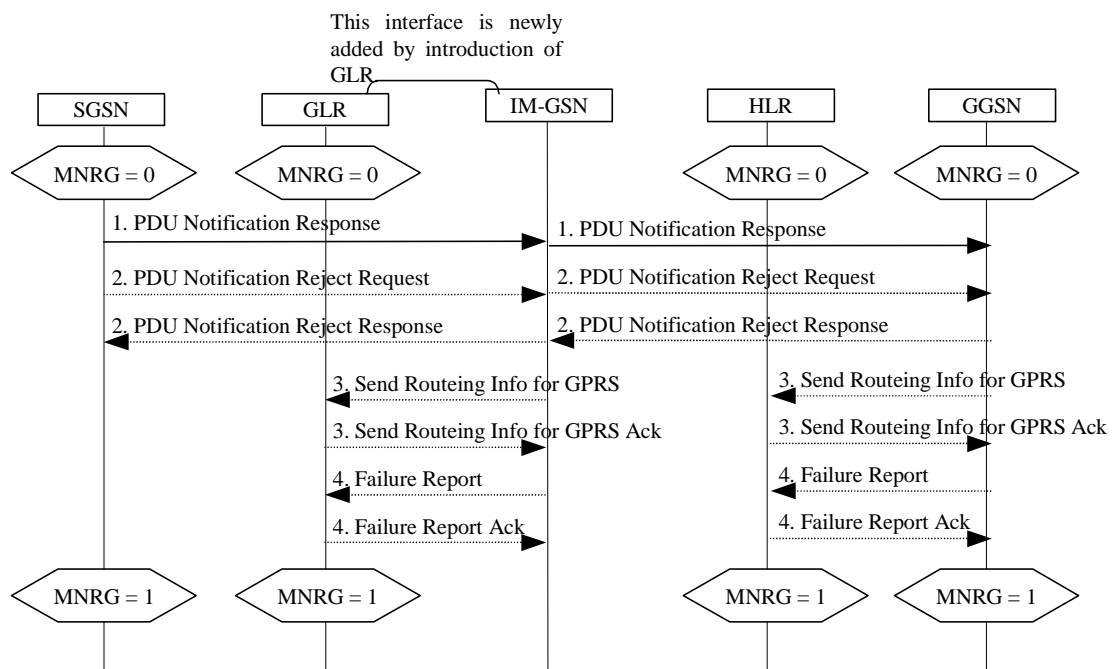 This interface is newly
added by introduction of
GLR
SGSN GLR IM-GSN HLR GGSN
MNRG = 0 MNRG = 0 MNRG = 0 MNRG = 0
1. PDU Notification Response 1. PDU Notification Response
2. PDU Notification Reject Request 2. PDU Notification Reject Request
2. PDU Notification Reject Response 2. PDU Notification Reject Response
3. Send Routeing Info for GPRS 3. Send Routeing Info for GPRS
3. Send Routeing Info for GPRS Ack 3. Send Routeing Info for GPRS Ack
4. Failure Report 4. Failure Report
4. Failure Report Ack 4. Failure Report Ack
MNRG = 1 MNRG = 1 MNRG = 1 MNRG = 1